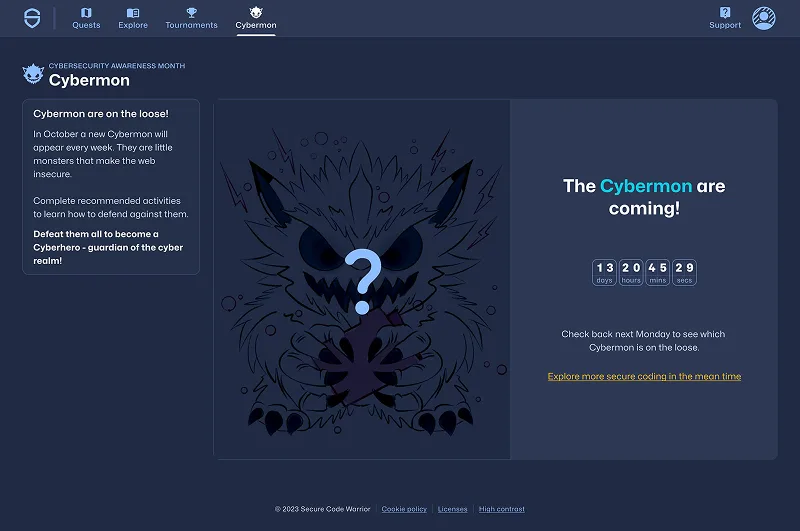 Quests
Explore
Tournaments
Cybermon
Support
CYBERSECURITY AWARENESS MONTH
Cybermon
Cybermon are on the loose!
In October a new Cybermon will
appear every week. They are little
monsters that make the web
insecure.
Complete recommended activities
to learn how to defend against them.
Defeat them all to become a
Cyberhero - guardian of the cyber
realm!
?
The Cybermon are
coming!
13 20 45 29
days hours mins secs
Check back next Monday to see which
Cybermon is on the loose.
Explore more secure coding in the mean time
© 2023 Secure Code Warrior Cookie policy Licenses High contrast